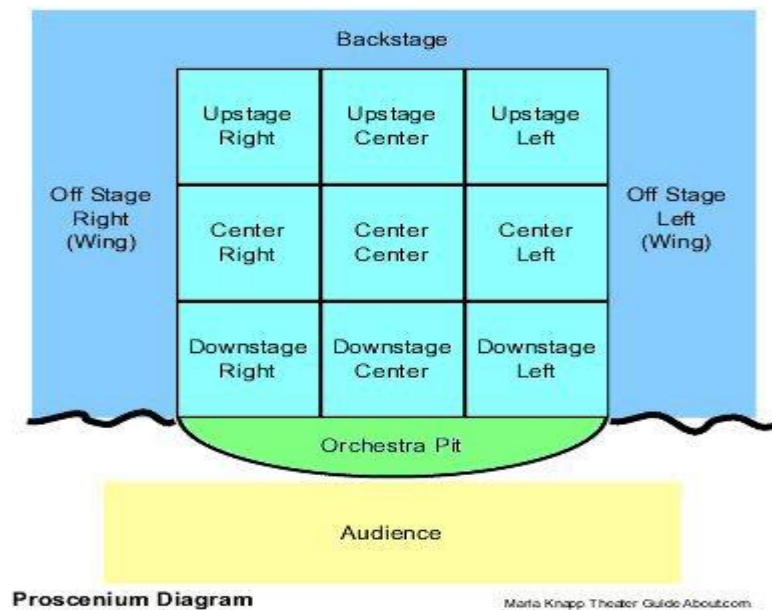 Backstage
Upstage
Right
Upstage
Center
Upstage
Left
Off Stage
Right
(Wing)
Center
Right
Center
Center
Center
Left
Off Stage
Left
(Wing)
Downstage
Right
Downstage
Center
Downstage
Left
Orchestra Pit
Audience
Proscenium Diagram
Marla Knapp Theater Guide About.com